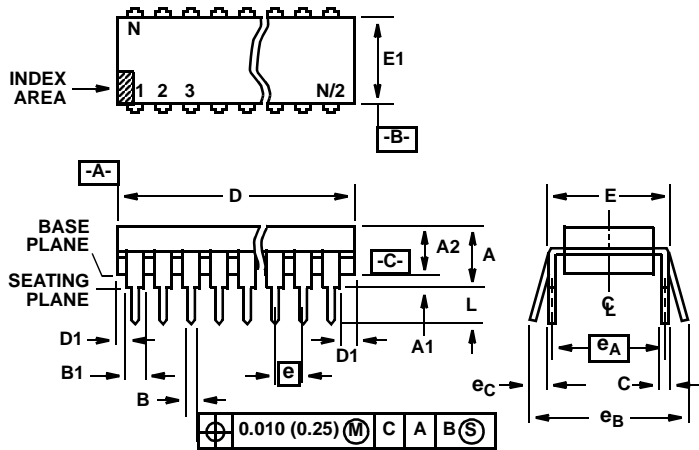 N
E1
INDEX
AREA
1 2 3 N/2
-B-
-A-
D
E
BASE
PLANE
A2
A
-C-
SEATING
PLANE
L
D1
A1
D1
e
eA
B1
B
eC
C
eB
0.010 (0.25) M C A B S